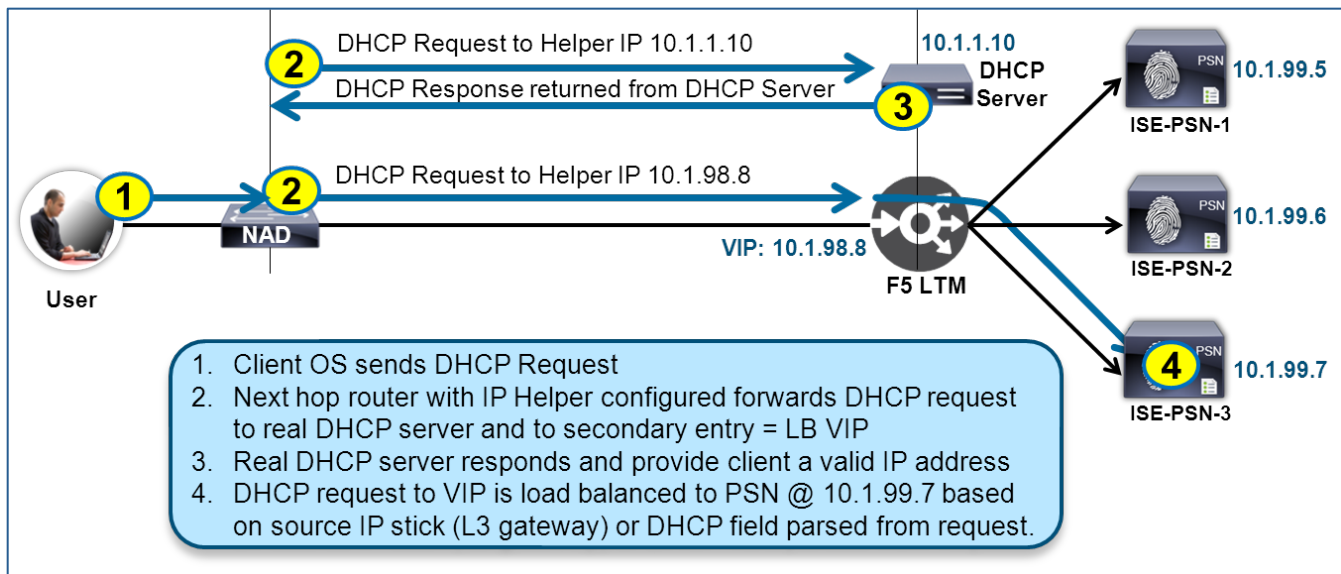 DHCP Request to Helper IP 10.1.1.10
2
DHCP Response returned from DHCP Server
3
10.1.1.10
DHCP
Server
PSN
10.1.99.5
ISE-PSN-1
1
2
DHCP Request to Helper IP 10.1.98.8
NAD
User
VIP: 10.1.98.8
F5 LTM
PSN
10.1.99.6
ISE-PSN-2
4
PSN
10.1.99.7
ISE-PSN-3
1. Client OS sends DHCP Request
2. Next hop router with IP Helper configured forwards DHCP request
to real DHCP server and to secondary entry = LB VIP
3. Real DHCP server responds and provide client a valid IP address
4. DHCP request to VIP is load balanced to PSN @ 10.1.99.7 based
on source IP stick (L3 gateway) or DHCP field parsed from request.